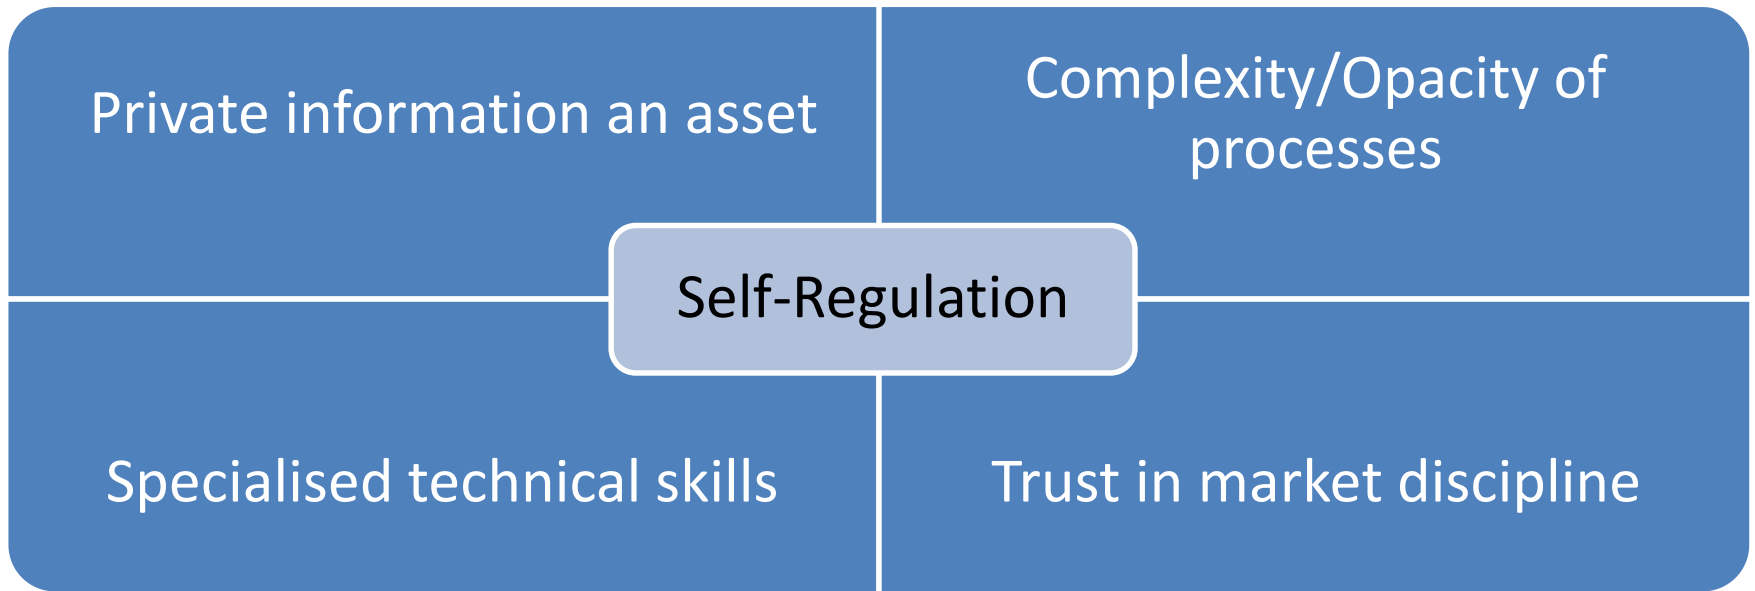 Private information an asset
Complexity/Opacity of
processes
Self-Regulation
Specialised technical skills
Trust in market discipline